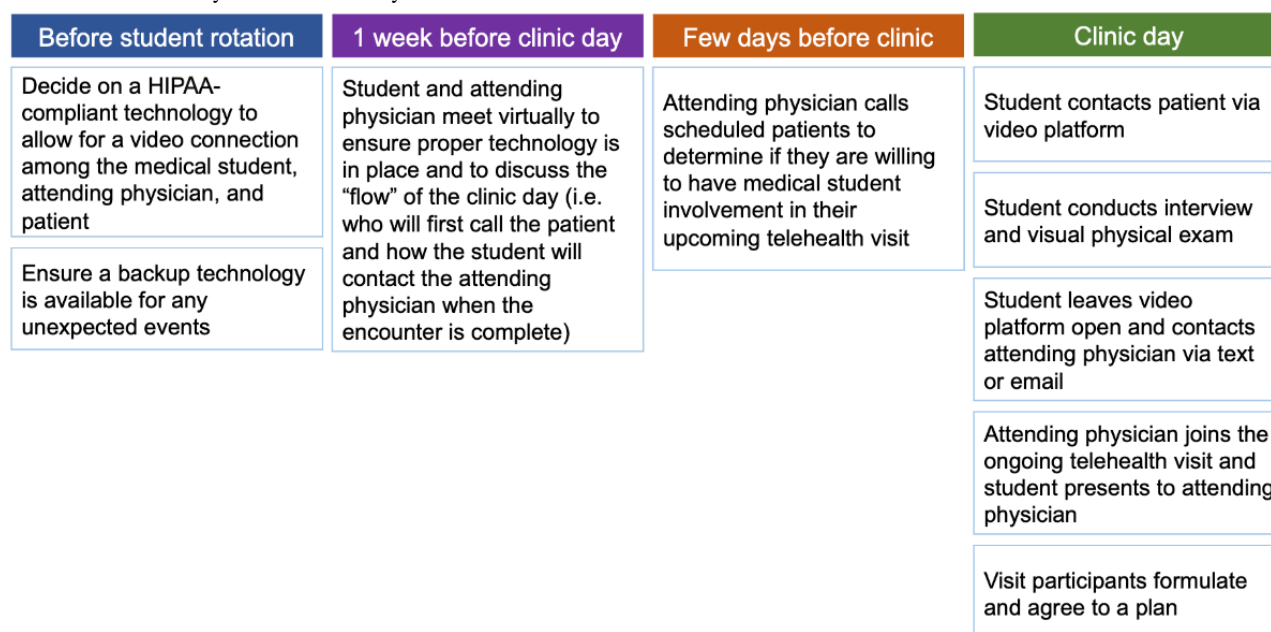 Before student rotation
Decide on a HIPAA-
compliant technology to
allow for a video connection
among the medical student,
attending physician, and
patient
Ensure a backup technology
is available for any
unexpected events
1 week before clinic day
Student and attending
physician meet virtually to
ensure proper technology is
in place and to discuss the
“flow” of the clinic day (i.e.
who will first call the patient
and how the student will
contact the attending
physician when the
encounter is complete)
Few days before clinic
Attending physician calls
scheduled patients to
determine if they are willing
to have medical student
involvement in their
upcoming telehealth visit
Clinic day
Student contacts patient via
video platform
Student conducts interview
and visual physical exam
Student leaves video
platform open and contacts
attending physician via text
or email
Attending physician joins the
ongoing telehealth visit and
student presents to attending
physician
Visit participants formulate
and agree to a plan